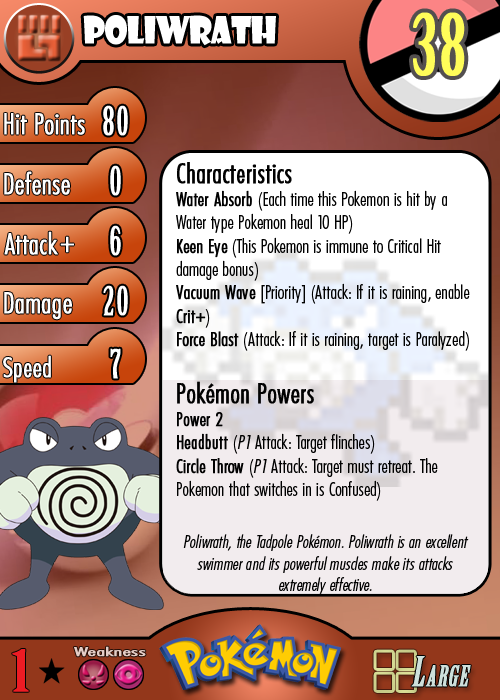 POLIWRATH
38
Hit Points 80
Defense 0
Attack+ 6
Damage 20
Speed 7
Characteristics
Water Absorb (Each time this Pokemon is hit by a
Water type Pokemon heal 10 HP)
Keen Eye (This Pokemon is immune to Critical Hit
damage bonus)
Vacuum Wave [Priority] (Attack: If it is raining, enable
Crit+)
Force Blast (Attack: If it is raining, target is Paralyzed)
Pokémon Powers
Power 2
Headbutt (P1 Attack: Target flinches)
Circle Throw (P1 Attack: Target must retreat. The
Pokemon that switches in is Confused)
Poliwrath, the Tadpole Pokémon. Poliwrath is an excellent
swimmer and its powerful muscles make its attacks
extremely effective.
1
Weakness
POKéMON
LARGE